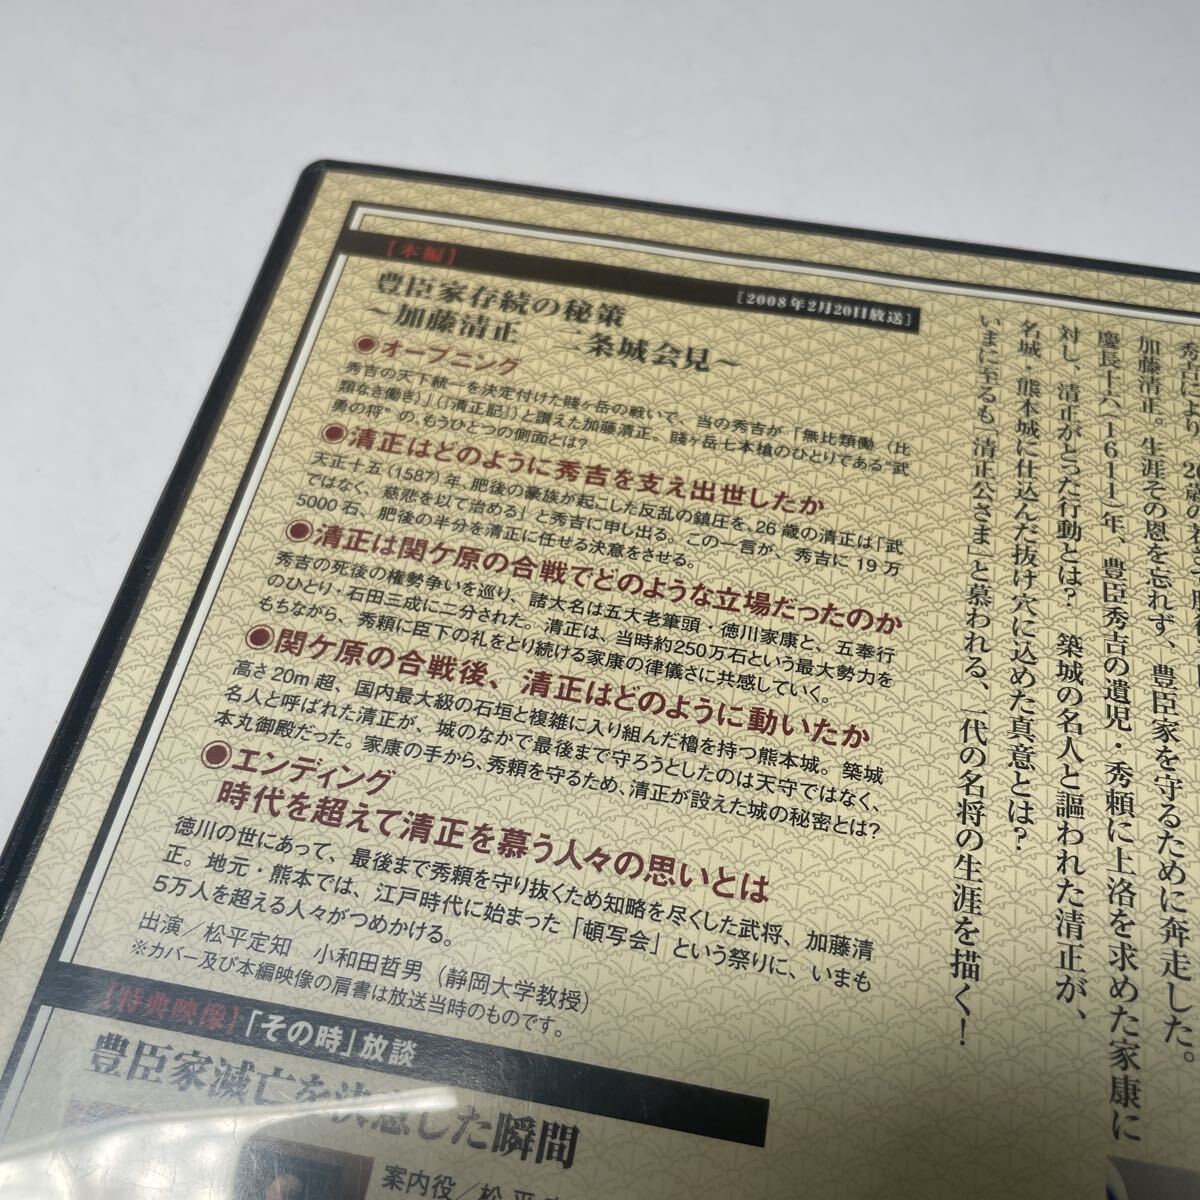 【本編】
[2008年2月20日放送]
豊臣家存続の秘策
～加藤清正　二条城会見～
●オープニング
秀吉の天下統一を決定付けた賤ヶ岳の戦いで、当の秀吉が「無比類働（比
類なき働き）」（『清正記』）と讃えた加藤清正。賤ヶ岳七本槍のひとりである“武
勇の将”の、もうひとつの側面とは？
●清正はどのように秀吉を支え出世したか
天正十五（1587）年、肥後の豪族が起こした反乱の鎮圧を、26歳の清正は「武
ではなく、慈悲を以て治める」と秀吉に申し出る。この一言が、秀吉に19万
5000石、肥後の半分を清正に任せる決意をさせる。
●清正は関ケ原の合戦でどのような立場だったのか
秀吉の死後の権勢争いを巡り、諸大名は五大老筆頭・徳川家康と、五奉行
のひとり・石田三成に二分された。清正は、当時約250万石という最大勢力を
もちながら、秀頼に臣下の礼をとり続ける家康の律儀さに共感していく。
●関ケ原の合戦後、清正はどのように動いたか
高さ20m超、国内最大級の石垣と複雑に入り組んだ櫓を持つ熊本城。築城
名人と呼ばれた清正が、城のなかで最後まで守ろうとしたのは天守ではなく、
本丸御殿だった。家康の手から、秀頼を守るため、清正が設えた城の秘密とは？
●エンディング
時代を超えて清正を慕う人々の思いとは
徳川の世にあって、最後まで秀頼を守り抜くため知略を尽くした武将、加藤清
正。地元・熊本では、江戸時代に始まった「頓写会」という祭りに、いまも
5万人を超える人々がつめかける。
出演／松平定知　小和田哲男（静岡大学教授）
※カバー及び本編映像の肩書は放送当時のものです。
【特典映像】「その時」放談
豊臣家滅亡を決意した瞬間
案内役／松平定
加藤清正。生涯その恩を忘れず、豊臣家を守るために奔走した。
慶長十六（1611）年、豊臣秀吉の遺児・秀頼に上洛を求めた家康に
対し、清正がとった行動とは？　築城の名人と謳われた清正が、
名城・熊本城に仕込んだ抜け穴に込めた真意とは？
いまに至るも「清正公さま」と慕われる、一代の名将の生涯を描く！